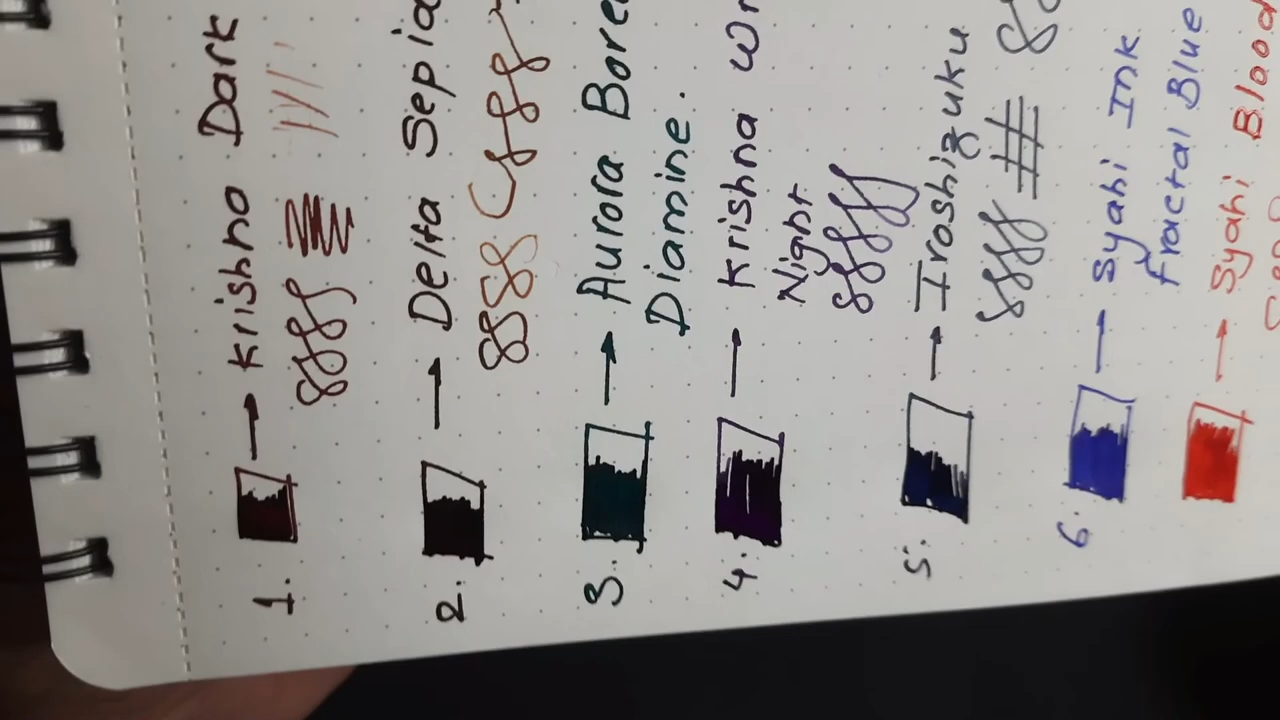 1. → Krishna Dark
2. → Delta Sepia
3. → Aurora Bore
Diamine.
4. → Krishna
Night
5. → Iroshizuku
6. → Syahi Ink
Fractal Blue
→ Syahi Blood